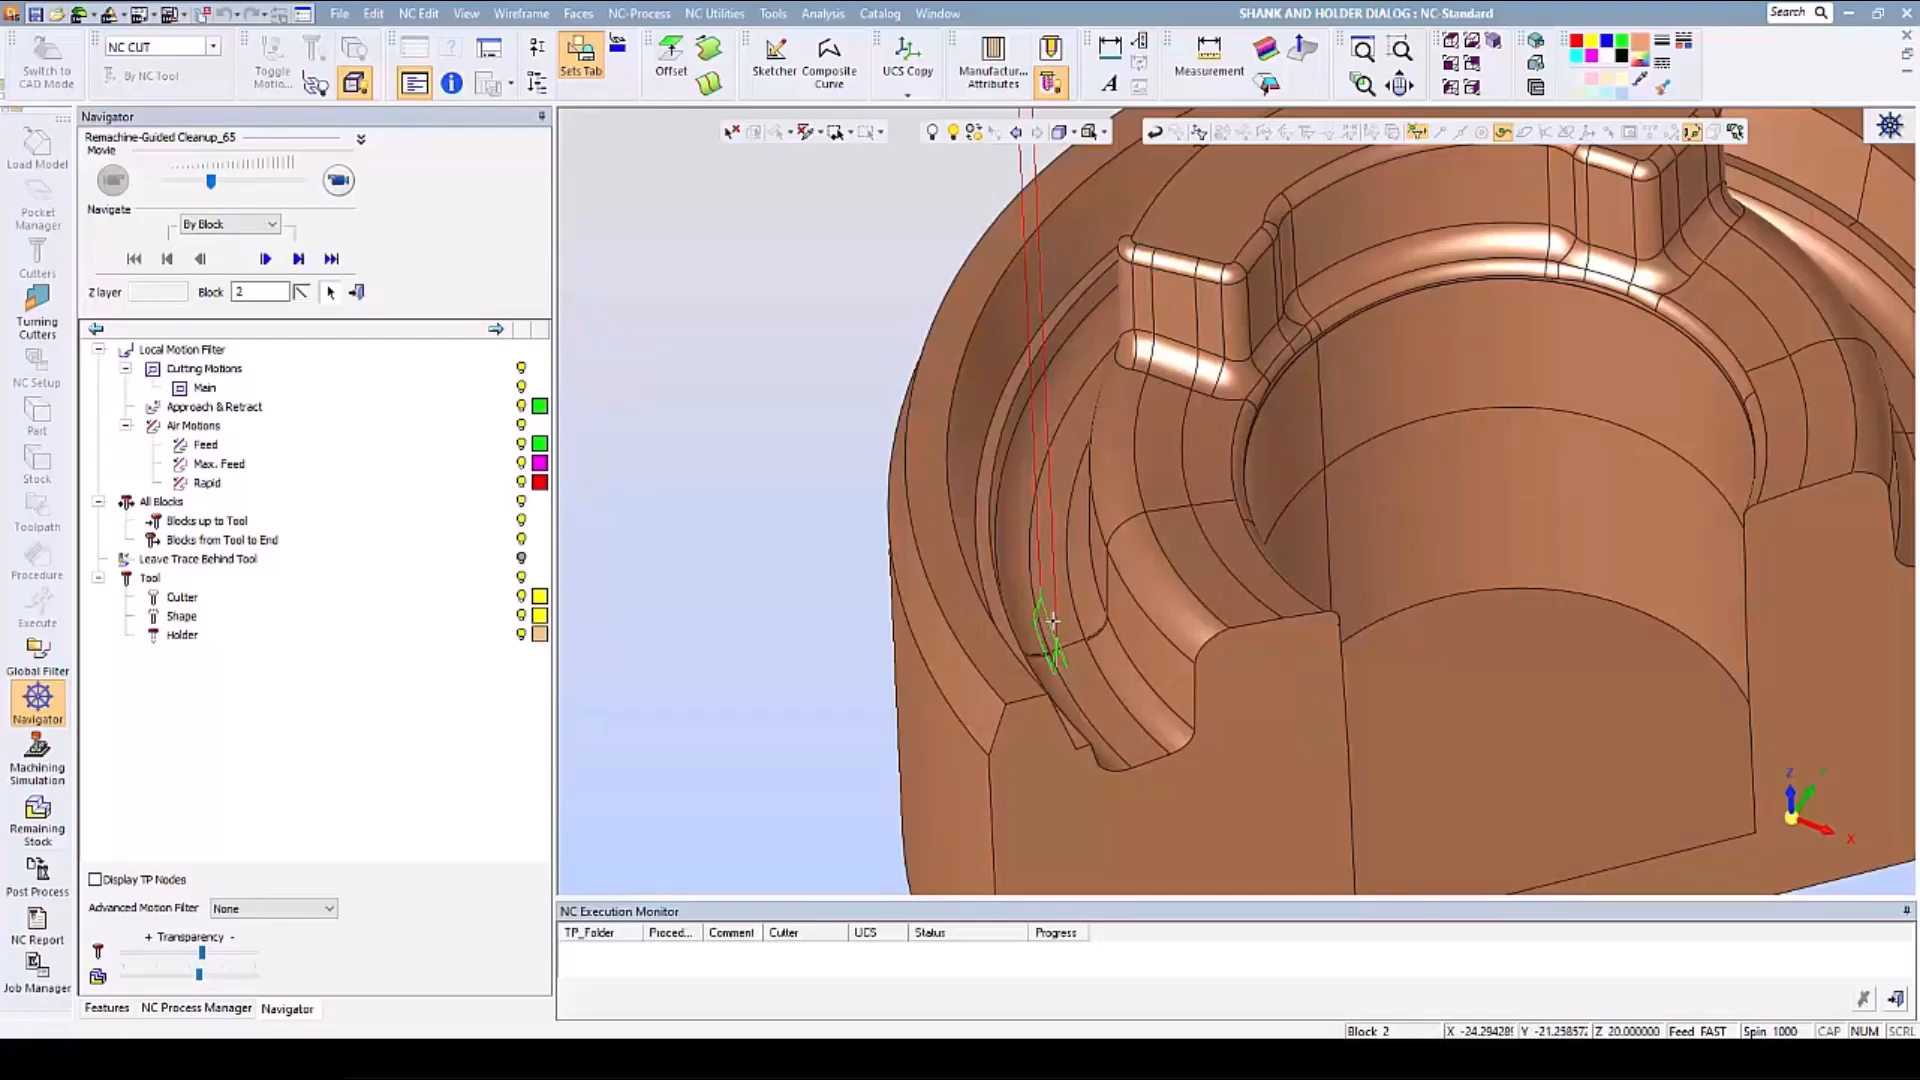 File Edit NC Edit View Wireframe Faces NC-Process NC Utilities Tools Analysis Catalog Window
SHANK AND HOLDER DIALOG : NC-Standard
Search
Switch to
CAD Mode
NC CUT
By NC Tool
Toggle
Motio...
Sets Tab
Offset
Sketcher
Composite
Curve
UCS Copy
Manufactur...
Attributes
A
Measurement
Load Model
Pocket
Manager
Cutters
Turning
Cutters
NC Setup
Part
Stock
Toolpath
Procedure
Execute
Global Filter
Navigator
Machining
Simulation
Remaining
Stock
Post Process
NC Report
Job Manager
Navigator
Remachine-Guided Cleanup_65
Movie
Navigate
By Block
Z layer
Block 2
Local Motion Filter
Cutting Motions
Main
Approach & Retract
Air Motions
Feed
Max. Feed
Rapid
All Blocks
Blocks up to Tool
Blocks from Tool to End
Leave Trace Behind Tool
Tool
Cutter
Shape
Holder
Display TP Nodes
Advanced Motion Filter None
+ Transparency -
Features NC Process Manager Navigator
Z
Y
X
NC Execution Monitor
TP_Folder Proced... Comment Cutter UCS Status Progress
Block 2 X -24.29428 Y -21.25857 Z 20.000000 Feed FAST Spin 1000 CAP NUM SCRL